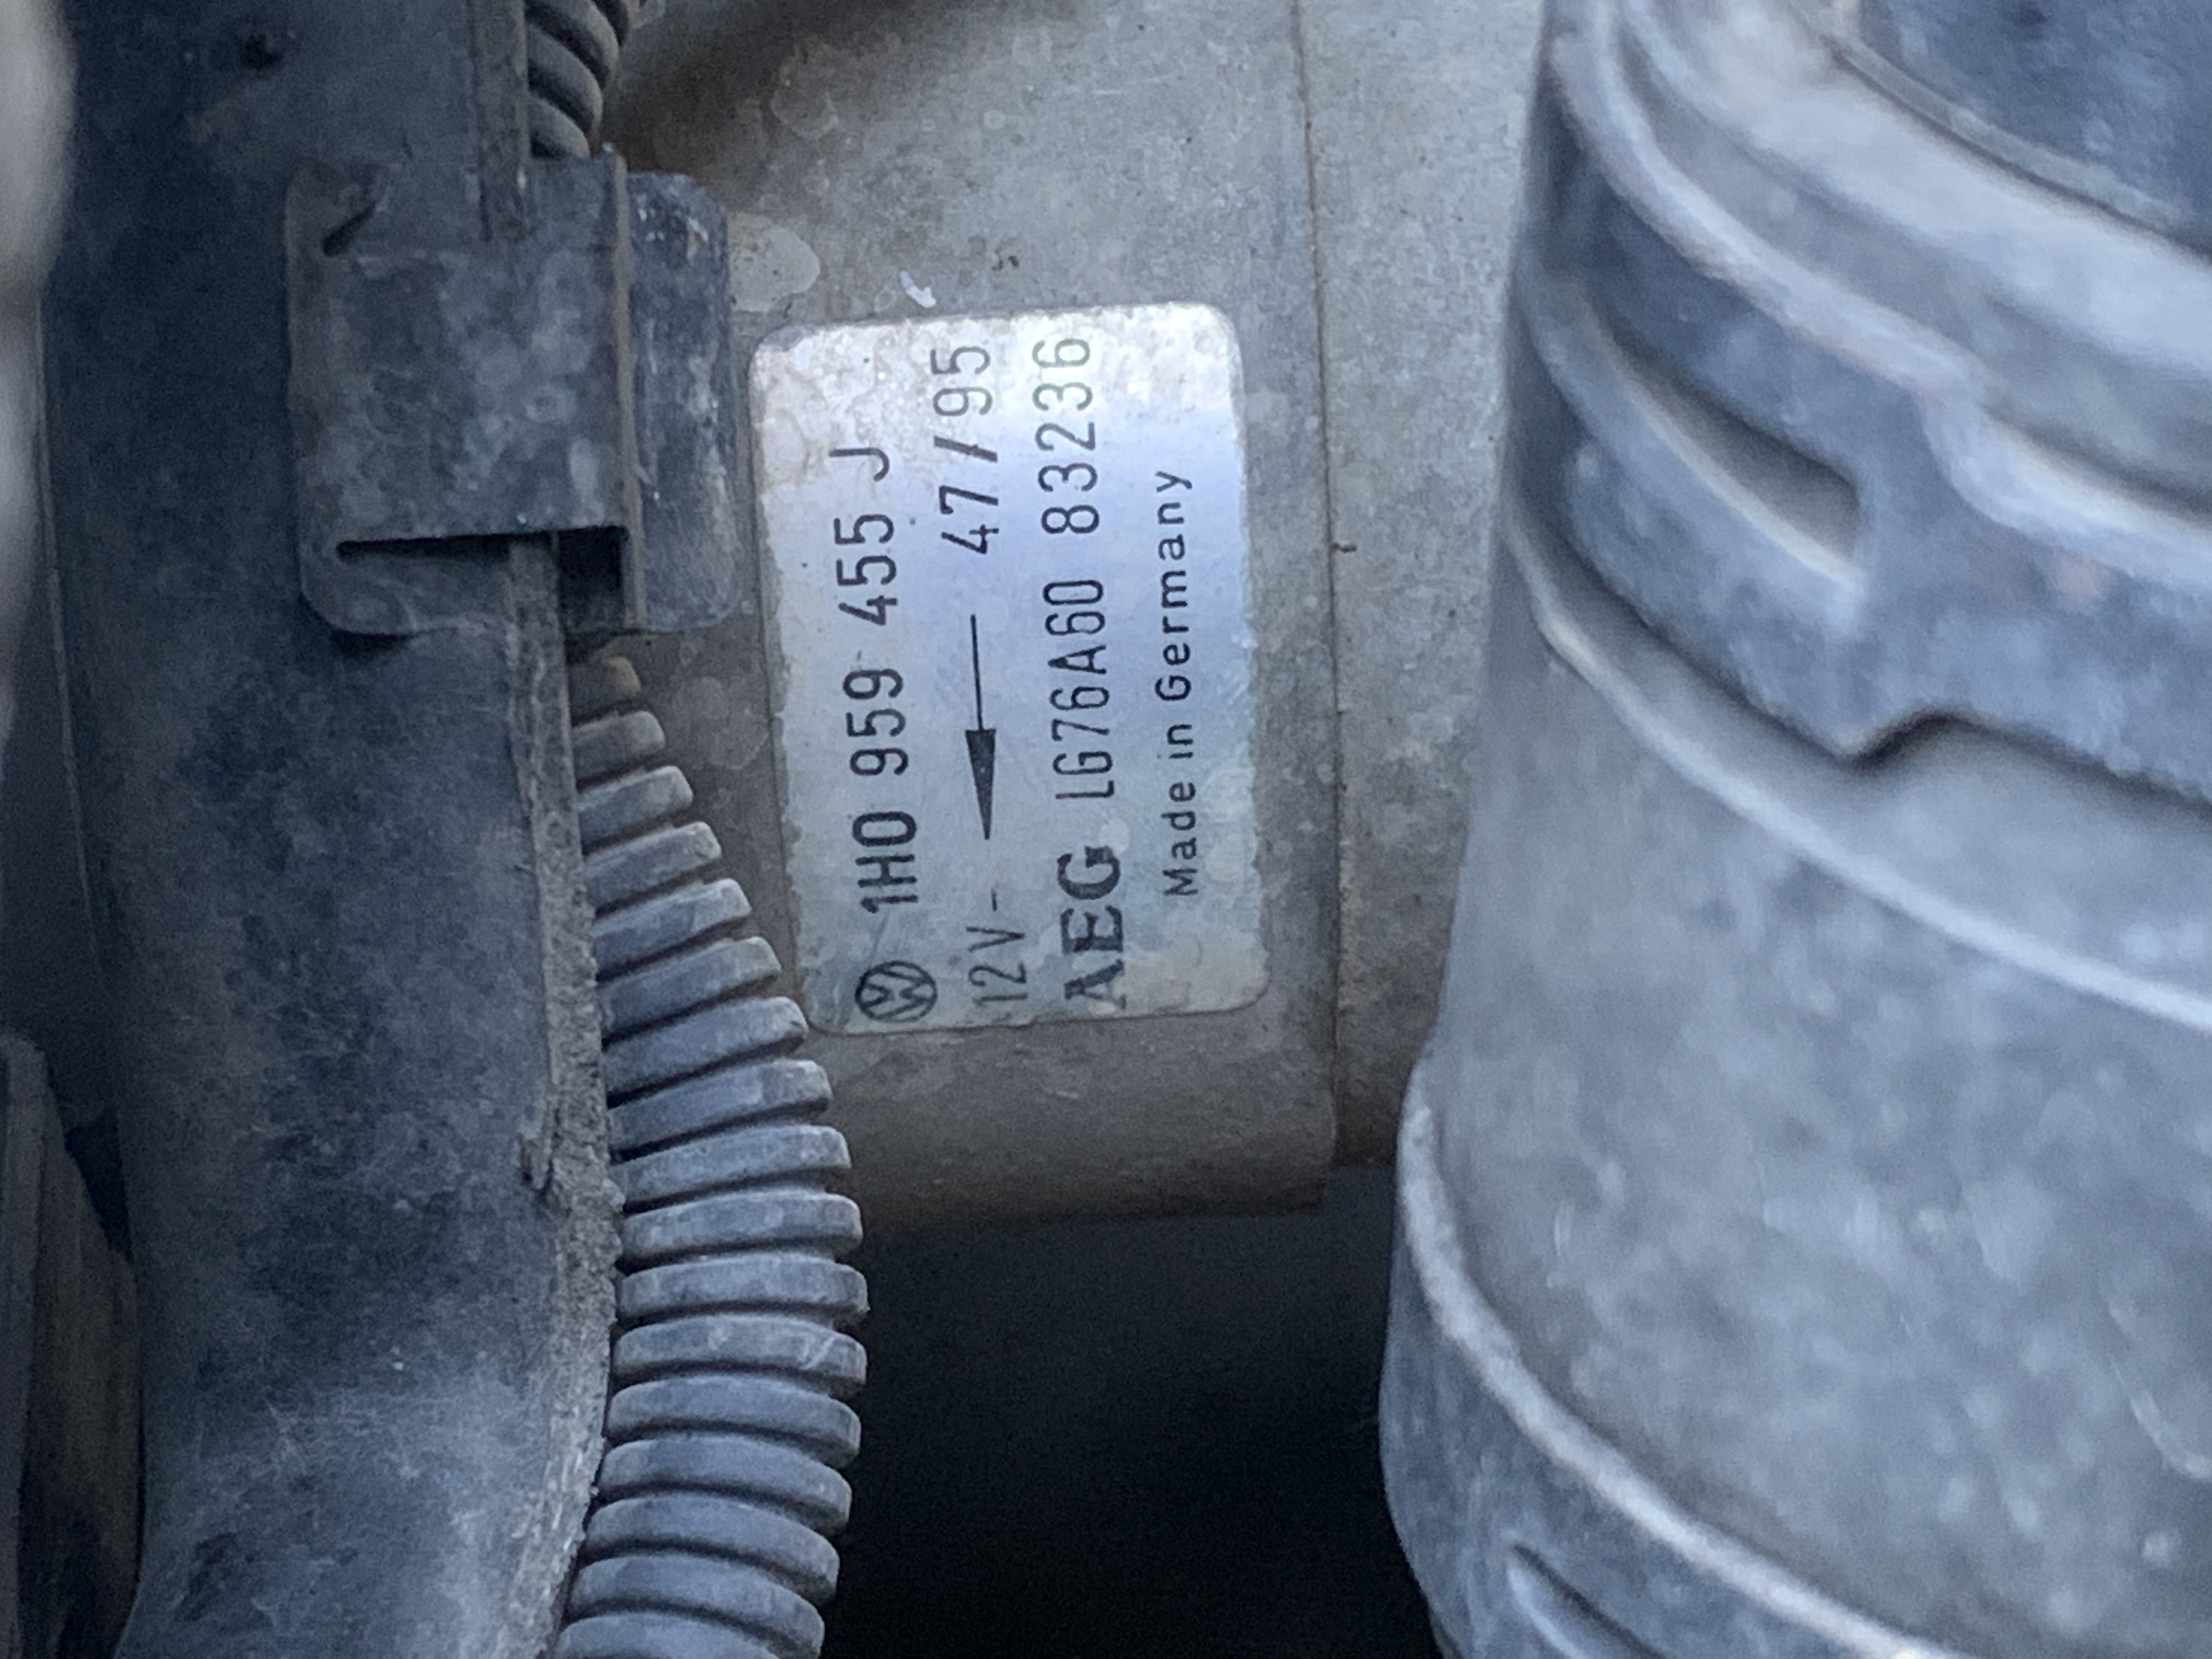 1H0 959 455 J
12V- 47/95
AEG LG76A60 83236
Made in Germany